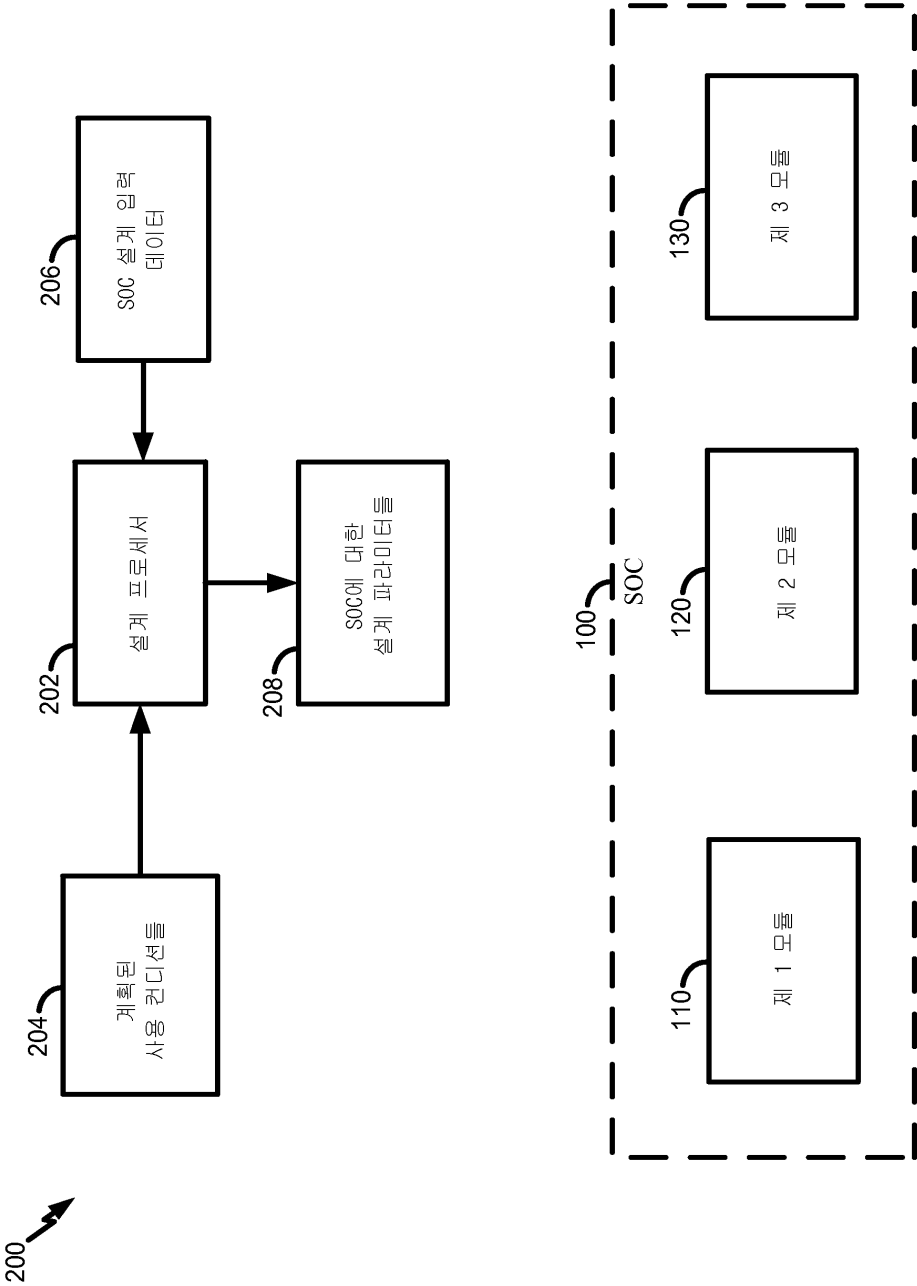 200
204
계획된
사용 컨디션들
202
설계 프로세서
206
SOC 설계 입력
데이터
208
SOC에 대한
설계 파라미터들
100
SOC
110
제 1 모듈
120
제 2 모듈
130
제 3 모듈